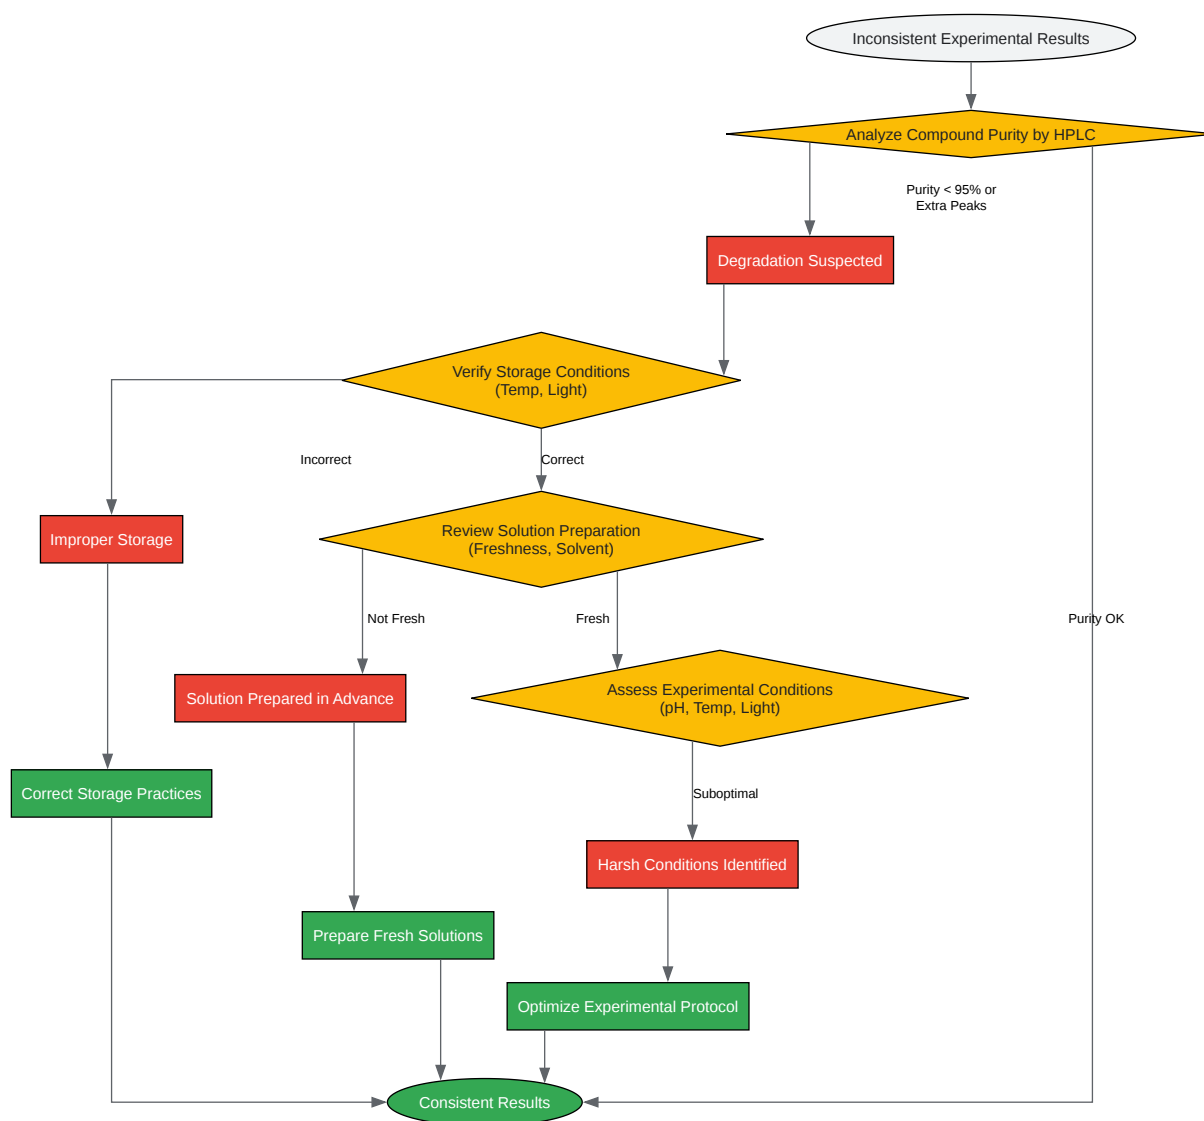 Inconsistent Experimental Results
Analyze Compound Purity by HPLC
Purity < 95% or
Extra Peaks
Degradation Suspected
Verify Storage Conditions
(Temp, Light)
Incorrect
Correct
Improper Storage
Review Solution Preparation
(Freshness, Solvent)
Not Fresh
Fresh
Purity OK
Solution Prepared in Advance
Assess Experimental Conditions
(pH, Temp, Light)
Correct Storage Practices
Suboptimal
Harsh Conditions Identified
Prepare Fresh Solutions
Optimize Experimental Protocol
Consistent Results